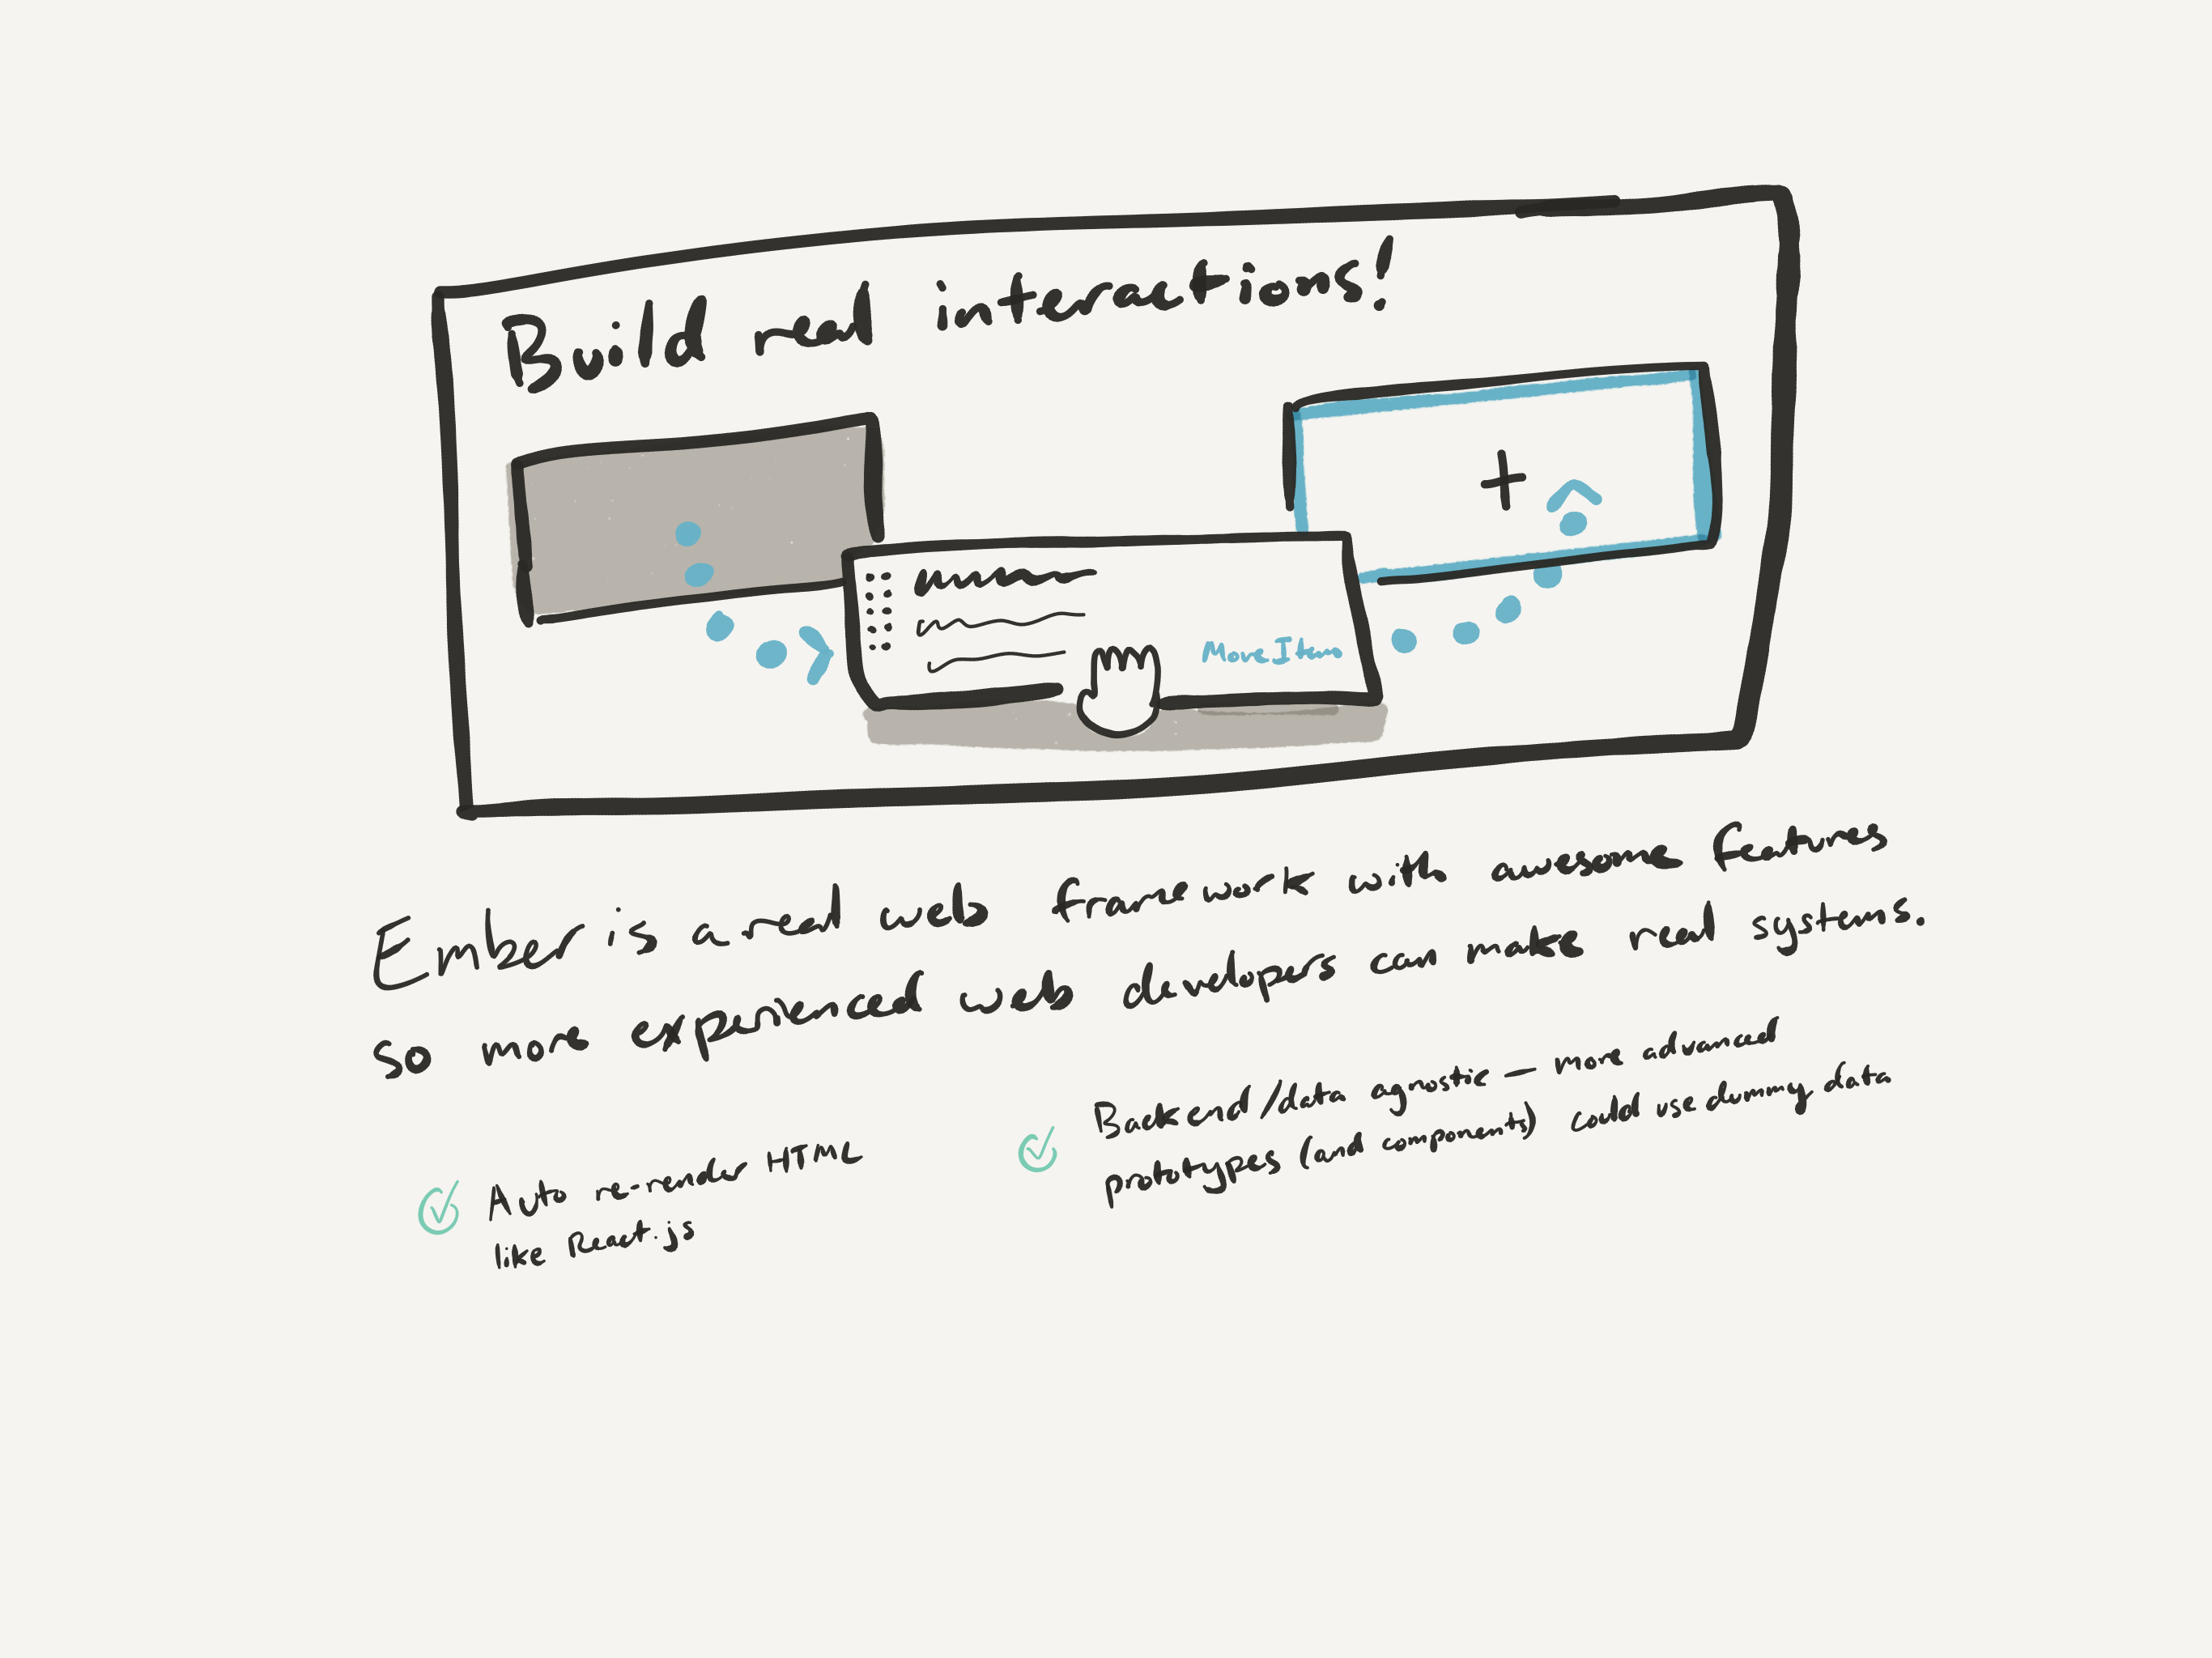 Build real interactions!
Move Item
Ember is a real web framework with awesome features
so more experienced web developers can make real systems.
Auto re-render HTML
like React.js
Backend/data agnostic — more advanced
prototypes (and components) could use dummy data